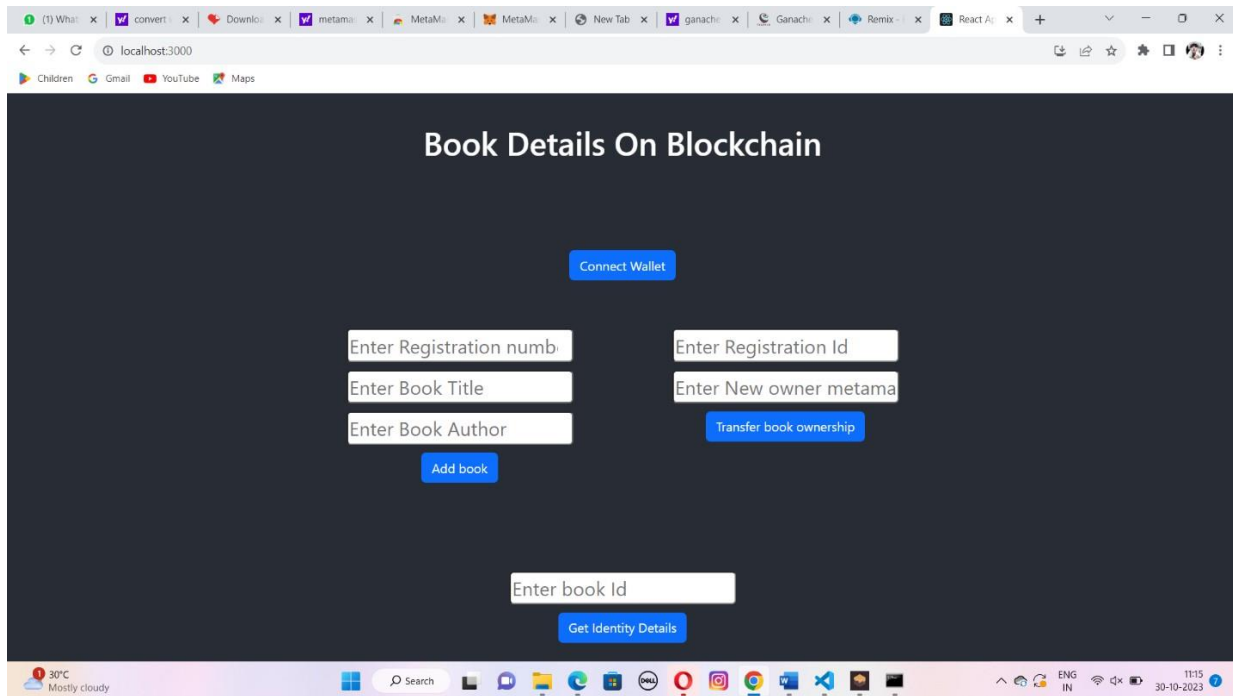 (1) What
convert
Downlo
metama
MetaMa
MetaMa
New Tab
ganache
Ganache
Remix -
React Ap
localhost:3000
Children Gmail YouTube Maps
Book Details On Blockchain
Connect Wallet
Enter Registration numb
Enter Registration Id
Enter Book Title
Enter New owner metama
Enter Book Author
Transfer book ownership
Add book
Enter book Id
Get Identity Details
1
30°C
Mostly cloudy
Search
DELL
ENG
IN
11:15
30-10-2023
7